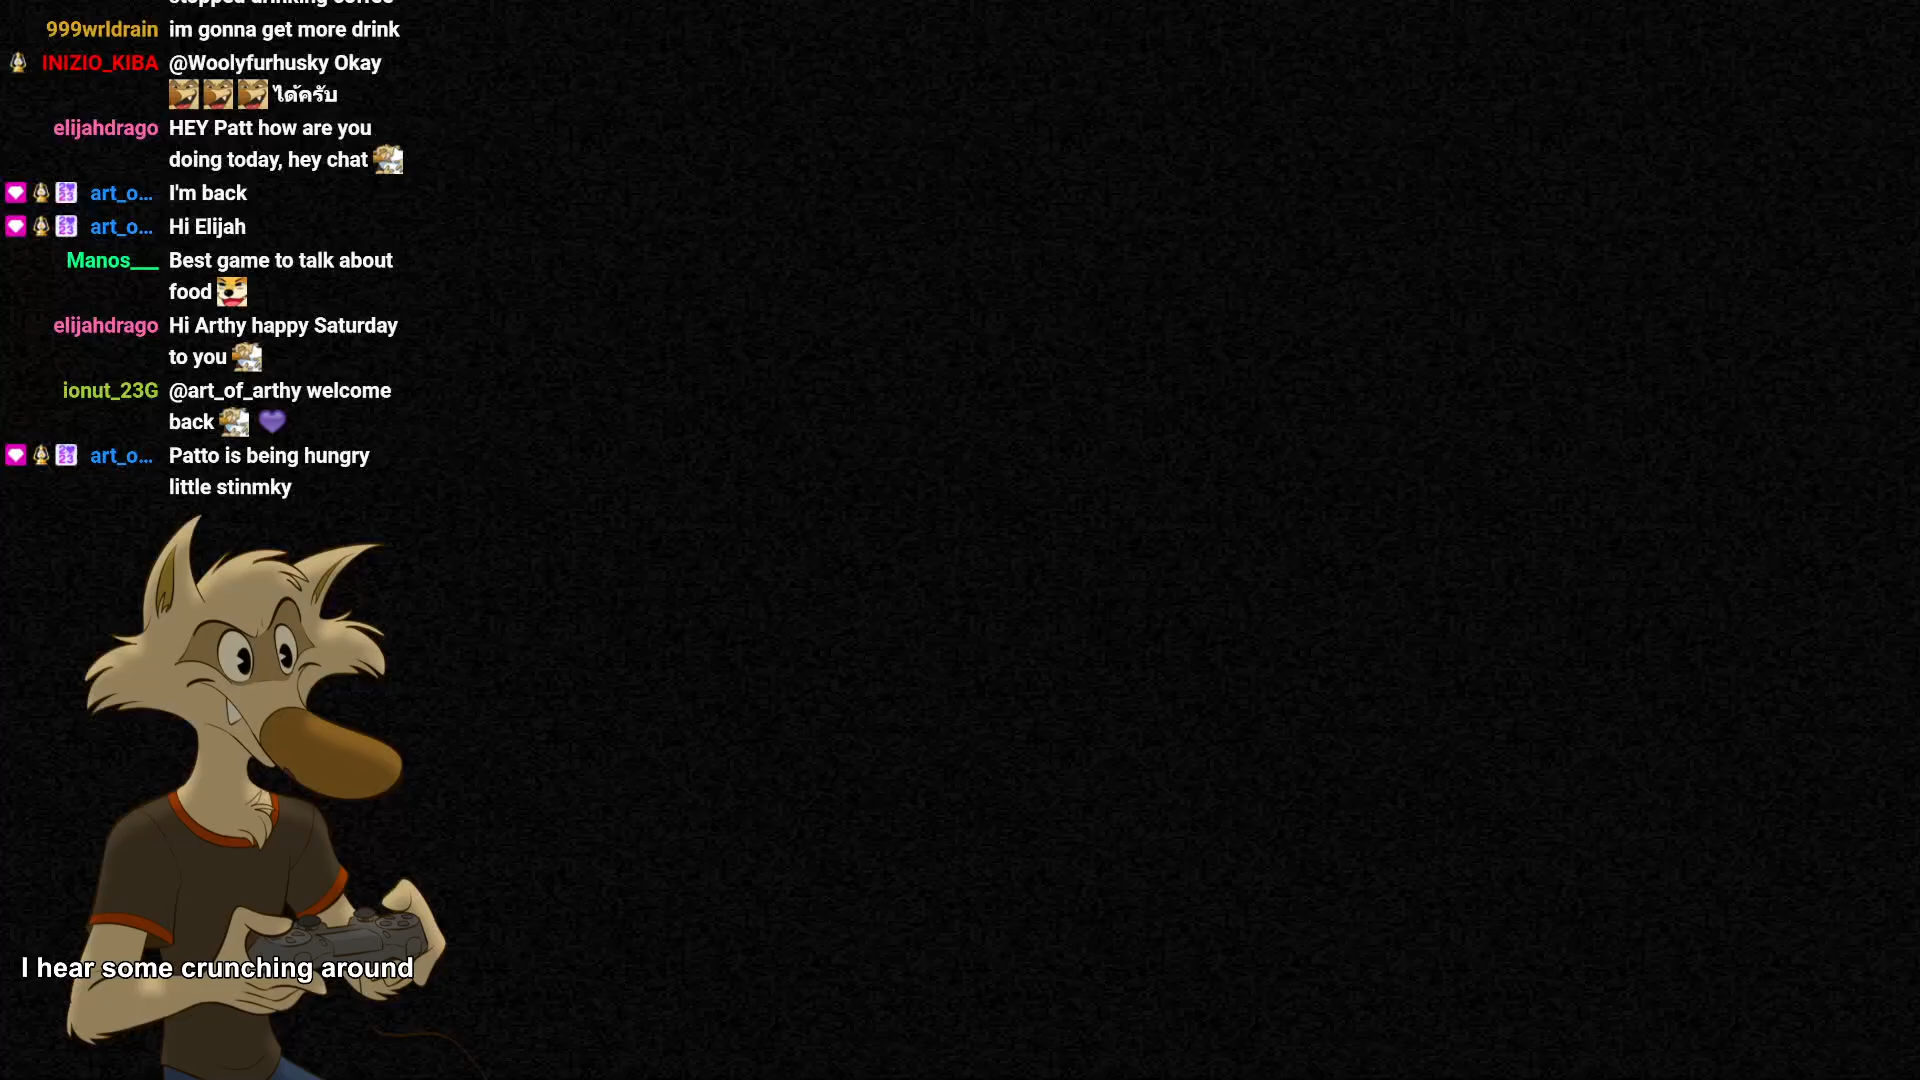 stopped drinking coffee
999wrldrain im gonna get more drink
INIZIO_KIBA @Woolyfurhusky Okay
ได้ครับ
elijahdrago HEY Patt how are you
doing today, hey chat
art_o... I'm back
art_o... Hi Elijah
Manos___ Best game to talk about
food
elijahdrago Hi Arthy happy Saturday
to you
ionut_23G @art_of_arthy welcome
back
art_o... Patto is being hungry
little stinmky
I hear some crunching around